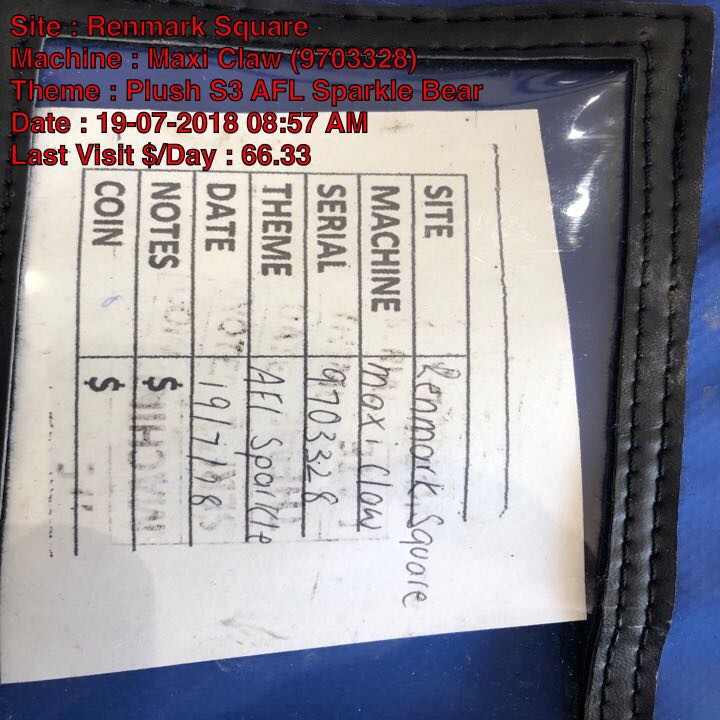 Site : Renmark Square
Machine : Maxi Claw (9703328)
Theme : Plush S3 AFL Sparkle Bear
Date : 19-07-2018 08:57 AM
Last Visit $/Day : 66.33
SITE Renmark Square
MACHINE maxi claw
SERIAL 9703328
THEME AFl Sparkle
DATE 19/7/18
NOTES $
COIN $